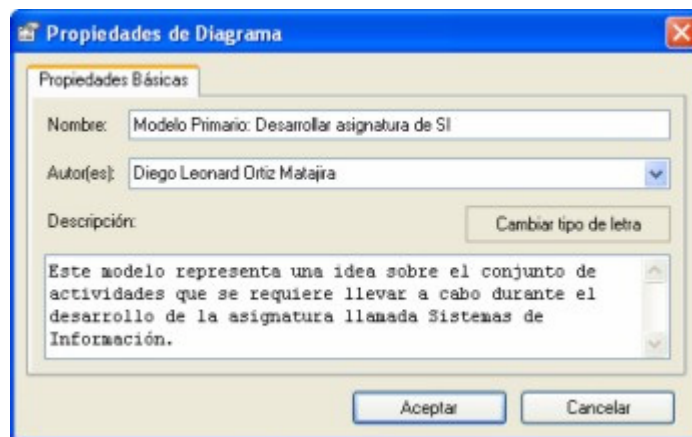 Propiedades de Diagrama
Propiedades Básicas
Nombre: Modelo Primario: Desarrollar asignatura de SI
Autor(es): Diego Leonard Ortiz Matajira
Descripción: Cambiar tipo de letra
Este modelo representa una idea sobre el conjunto de
actividades que se requiere llevar a cabo durante el
desarrollo de la asignatura llamada Sistemas de
Información.
Aceptar Cancelar